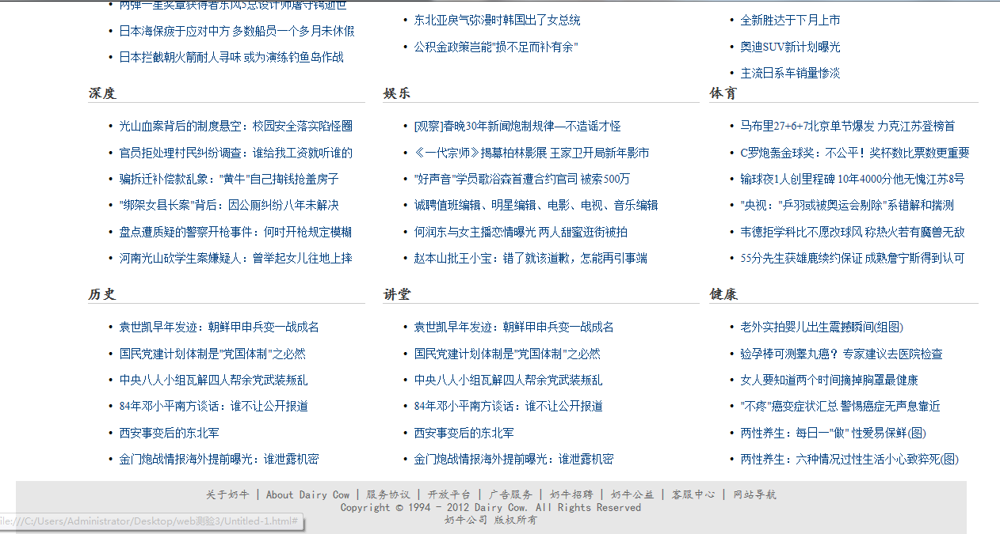 两弹一星奖章获得者东风5总设计师屠守锷逝世
日本海保疲于应对中方 多数船员一个多月未休假
日本拦截朝火箭耐人寻味 或为演练钓鱼岛作战
东北亚戾气弥漫时韩国出了女总统
公积金政策岂能"损不足而补有余"
全新胜达于下月上市
奥迪SUV新计划曝光
主流日系车销量惨淡
深度
光山血案背后的制度悬空：校园安全落实陷怪圈
官员拒处理村民纠纷调查：谁给我工资就听谁的
骗拆迁补偿款乱象："黄牛"自己掏钱抢盖房子
"绑架女县长案"背后：因公厕纠纷八年未解决
盘点遭质疑的警察开枪事件：何时开枪规定模糊
河南光山砍学生案嫌疑人：曾举起女儿往地上摔
娱乐
[观察]春晚30年新闻炮制规律—不造谣才怪
《一代宗师》揭幕柏林影展 王家卫开局新年影市
"好声音"学员歌浴森首遭合约官司 被索500万
诚聘值班编辑、明星编辑、电影、电视、音乐编辑
何润东与女主播恋情曝光 两人甜蜜逛街被拍
赵本山批王小宝：错了就该道歉，怎能再引事端
体育
马布里27+6+7北京单节爆发 力克江苏登榜首
C罗炮轰金球奖：不公平！奖杯数比票数更重要
输球夜1人创里程碑 10年4000分他无愧江苏8号
"央视："乒羽或被奥运会剔除"系错解和揣测
韦德拒学科比不愿改球风 称热火若有魔兽无敌
55分先生获雄鹿续约保证 成熟詹宁斯得到认可
历史
袁世凯早年发迹：朝鲜甲申兵变一战成名
国民党建计划体制是"党国体制"之必然
中央八人小组瓦解四人帮余党武装叛乱
84年邓小平南方谈话：谁不让公开报道
西安事变后的东北军
金门炮战情报海外提前曝光：谁泄露机密
讲堂
袁世凯早年发迹：朝鲜甲申兵变一战成名
国民党建计划体制是"党国体制"之必然
中央八人小组瓦解四人帮余党武装叛乱
84年邓小平南方谈话：谁不让公开报道
西安事变后的东北军
金门炮战情报海外提前曝光：谁泄露机密
健康
老外实拍婴儿出生震撼瞬间(组图)
验孕棒可测睾丸癌？专家建议去医院检查
女人要知道两个时间摘掉胸罩最健康
"不疼"癌变症状汇总 警惕癌症无声息靠近
两性养生：每日一"做" 性爱易保鲜(图)
两性养生：六种情况过性生活小心致猝死(图)
关于奶牛 | About Dairy Cow | 服务协议 | 开放平台 | 广告服务 | 奶牛招聘 | 奶牛公益 | 客服中心 | 网站导航
Copyright © 1994 - 2012 Dairy Cow. All Rights Reserved
奶牛公司 版权所有
ile:///C:/Users/Administrator/Desktop/web测验3/Untitled-1.html#